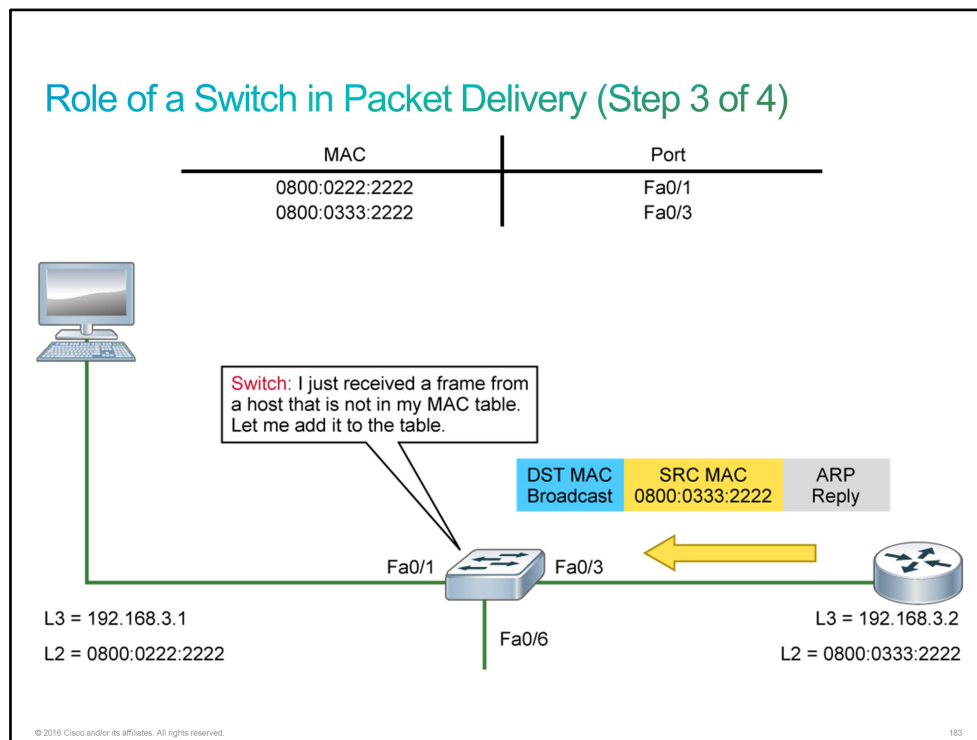 Role of a Switch in Packet Delivery (Step 3 of 4)
MAC Port
0800:0222:2222 Fa0/1
0800:0333:2222 Fa0/3
Switch: I just received a frame from
a host that is not in my MAC table.
Let me add it to the table.
DST MAC SRC MAC ARP
Broadcast 0800:0333:2222 Reply
Fa0/1 Fa0/3
L3 = 192.168.3.1 L3 = 192.168.3.2
Fa0/6
L2 = 0800:0222:2222 L2 = 0800:0333:2222
© 2016 Cisco and/or its affiliates. All rights reserved. 183